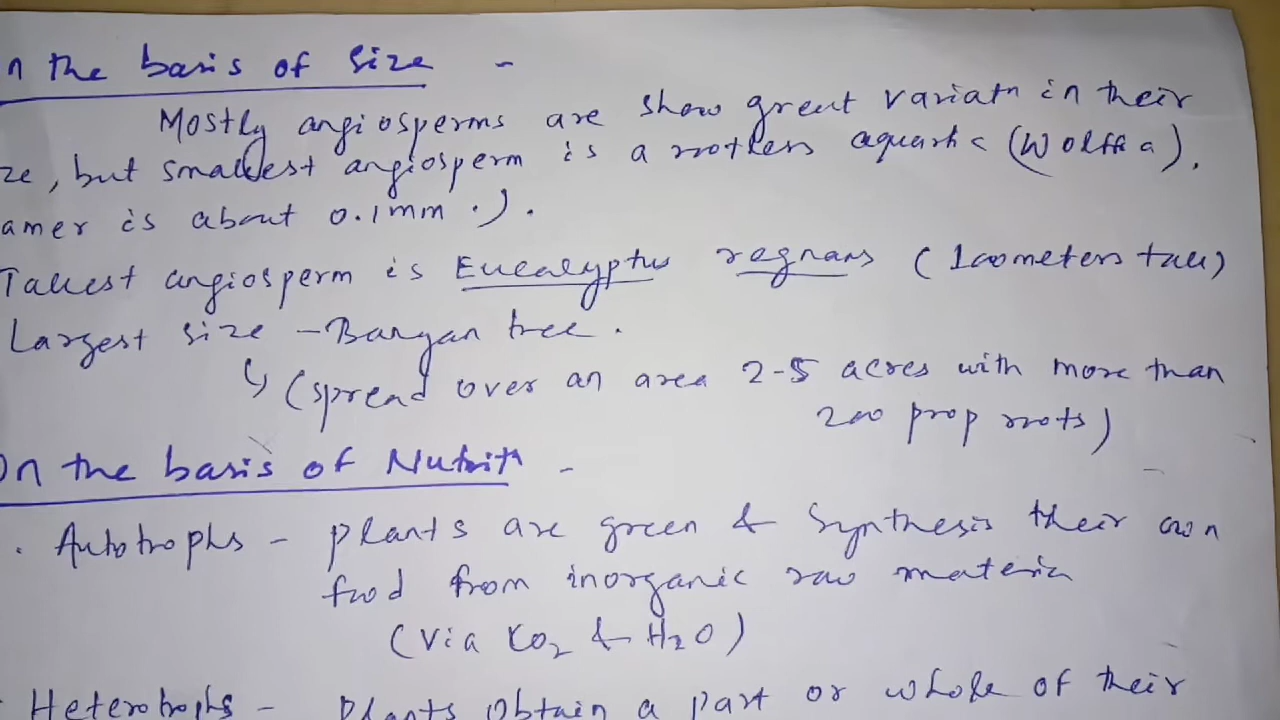 n the basis of Size -
Mostly angiosperms are show great variatn in their
ze, but smallest angiosperm is a rootless aquatic (Wolffia),
amer is about 0.1mm.).
Tallest angiosperm is Eucalyptus regnans (100meters tall)
Largest size - Banyan tree.
↳ (spread over an area 2-5 acres with more than
200 prop roots)
On the basis of Nutritn -
. Autotrophs - plants are green & Synthesis their own
food from inorganic raw materia
(Via CO2 & H2O)
Heterotrophs - Plants obtain a part or whole of their